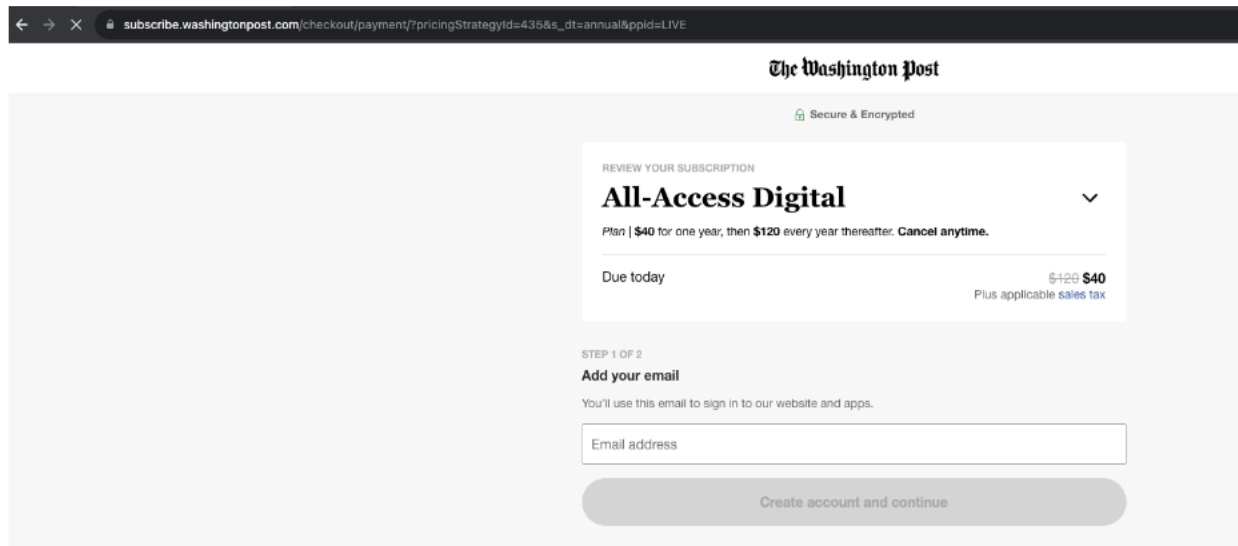 subscribe.washingtonpost.com/checkout/payment/?pricingStrategyId=435&s_dt=annual&ppid=LIVE
The Washington Post
Secure & Encrypted
REVIEW YOUR SUBSCRIPTION
All-Access Digital
Plan | $40 for one year, then $120 every year thereafter. Cancel anytime.
Due today $120 $40
Plus applicable sales tax
STEP 1 OF 2
Add your email
You'll use this email to sign in to our website and apps.
Email address
Create account and continue